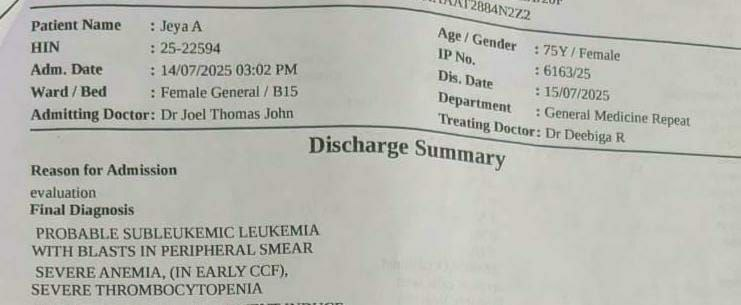 Patient Name : Jeya A
HIN : 25-22594
Adm. Date : 14/07/2025 03:02 PM
Ward / Bed : Female General / B15
Admitting Doctor: Dr Joel Thomas John
Age / Gender : 75Y / Female
IP No. : 6163/25
Dis. Date : 15/07/2025
Department : General Medicine Repeat
Treating Doctor: Dr Deebiga R
Discharge Summary
Reason for Admission
evaluation
Final Diagnosis
PROBABLE SUBLEUKEMIC LEUKEMIA
WITH BLASTS IN PERIPHERAL SMEAR
SEVERE ANEMIA, (IN EARLY CCF),
SEVERE THROMBOCYTOPENIA